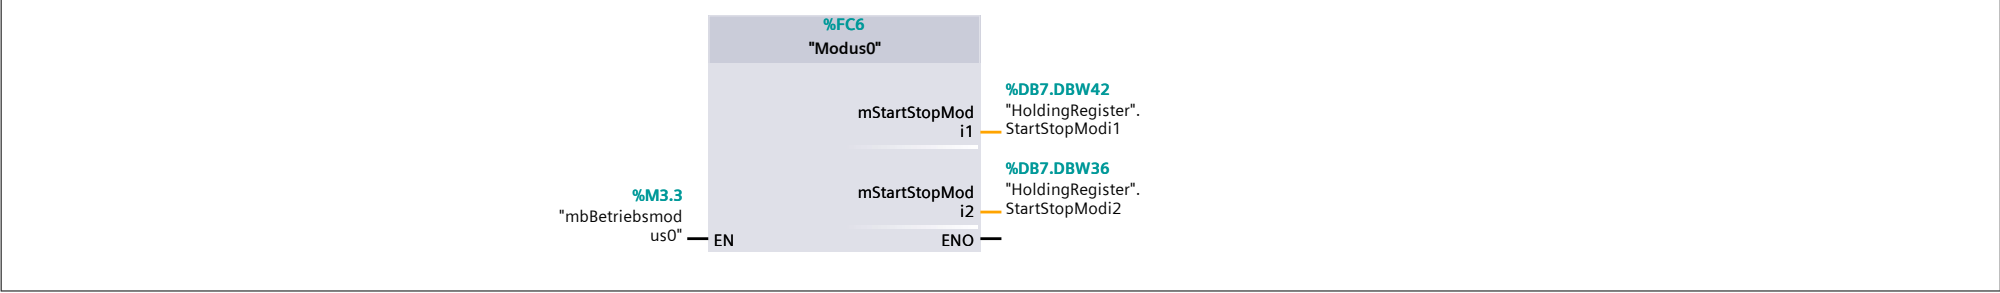 %FC6
"Modus0"
%DB7.DBW42
mStartStopMod
"HoldingRegister".
i1
StartStopModi1
%DB7.DBW36
mStartStopMod
"HoldingRegister".
i2
StartStopModi2
%M3.3
"mbBetriebsmod
us0"
EN
ENO